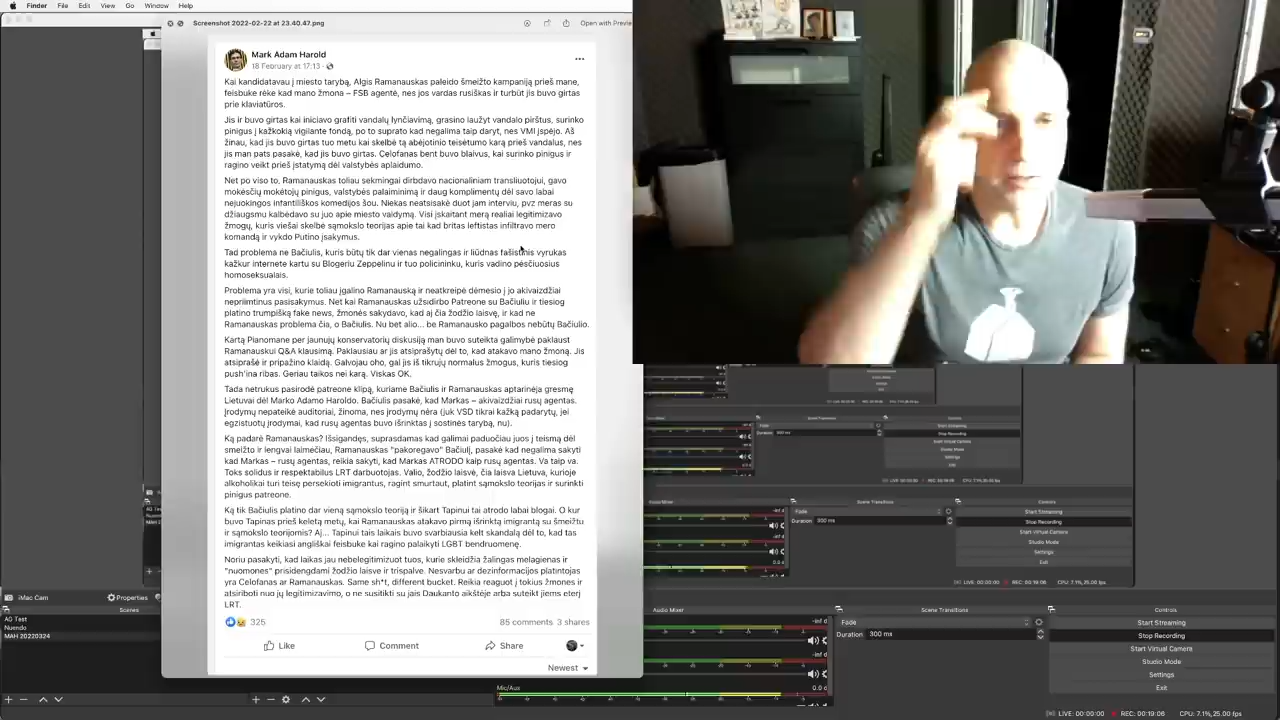 Finder File Edit View Go Window Help
Screenshot 2022-02-22 at 23.40.47.png
Open with Previe
Mark Adam Harold
18 February at 17:13
Kai kandidatavau į miesto tarybą, Algis Ramanauskas paleido šmeižto kampaniją prieš mane,
feisbuke rėkė kad mano žmona – FSB agentė, nes jos vardas rusiškas ir turbūt jis buvo girtas
prie klaviatūros.
Jis ir buvo girtas kai iniciavo grafiti vandalų lynčiavimą, grasino laužyt vandalo pirštus, surinko
pinigus į kažkokią vigilante fondą, po to suprato kad negalima taip daryt, nes VMI įspėjo. Aš
žinau, kad jis buvo girtas tuo metu kai skelbė tą abejotinio teisėtumo karą prieš vandalus, nes
jis man pats pasakė, kad jis buvo girtas. Celofanas bent buvo blaivus, kai surinko pinigus ir
ragino veikt prieš įstatymą dėl valstybės aplaidumo.
Net po viso to, Ramanauskas toliau sekmingai dirbdavo nacionaliniam transliuotojui, gavo
mokesčių mokėtojų pinigus, valstybės palaiminimą ir daug komplimentų dėl savo labai
nejuokingos infantiliškos komedijos šou. Niekas neatsisakė duot jam interviu, pvz meras su
džiaugsmu kalbėdavo su juo apie miesto valdymą. Visi įskaitant merą realiai legitimizavo
žmogų, kuris viešai skelbė sąmokslo teorijas apie tai kad britas leftistas infiltravo mero
komandą ir vykdo Putino įsakymus.
Tad problema ne Bačiulis, kuris būtų tik dar vienas negalingas ir liūdnas fašistinis vyrukas
kažkur internete kartu su Blogeriu Zeppelinu ir tuo policininku, kuris vadino pėsčiuosius
homoseksualais.
Problema yra visi, kurie toliau įgalino Ramanauską ir neatkreipė dėmesio į jo akivaizdžiai
nepriimtinus pasisakymus. Net kai Ramanauskas užsidirbo Patreone su Bačiuliu ir tiesiog
platino trumpišką fake news, žmonės sakydavo, kad aj čia žodžio laisvė, ir kad ne
Ramanauskas problema čia, o Bačiulis. Nu bet alio... be Ramanausko pagalbos nebūtų Bačiulio.
Kartą Pianomane per jaunųjų konservatorių diskusiją man buvo suteikta galimybė paklaust
Ramanauskui Q&A klausimą. Paklausiau ar jis atsiprašytų dėl to, kad atakavo mano žmoną. Jis
atsiprašė ir pripažino klaidą. Galvojau oho, gal jis iš tikrųjų normalus žmogus, kuris tiesiog
push'ina ribas. Geriau taikos nei karą. Viskas OK.
Tada netrukus pasirodė patreone klipą, kuriame Bačiulis ir Ramanauskas aptarinėja gresmę
Lietuvai dėl Marko Adamo Haroldo. Bačiulis pasakė, kad Markas – akivaizdžiai rusų agentas.
Įrodymų nepateikė auditoriai, žinoma, nes įrodymų nėra (juk VSD tikrai kažką padarytų, jei
egzistuotų įrodymai, kad rusų agentas buvo išrinktas į sostinės tarybą, nu).
Ką padarė Ramanauskas? Išsigandęs, suprasdamas kad galimai paduočiau juos į teismą dėl
šmeižto ir lengvai laimečiau, Ramanauskas "pakoregavo" Bačiulį, pasakė kad negalima sakyti
kad Markas – rusų agentas, reikia sakyti, kad Markas ATRODO kaip rusų agentas. Va taip va.
Toks solidus ir respektabilus LRT darbuotojas. Valio, žodžio laisvė, čia laisva Lietuva, kurioje
alkoholikai turi teisę persekioti imigrantus, ragint smurtaut, platint sąmokslo teorijas ir surinkti
pinigus patreone.
Ką tik Bačiulis platino dar vieną sąmokslo teoriją ir šikart Tapinui tai atrodo labai blogai. O kur
buvo Tapinas prieš keletą metų, kai Ramanauskas atakavo pirmą išrinktą imigrantą su šmeižtu
ir sąmokslo teorijomis? Aj... Tapinui tais laikais buvo svarbiausia kelt skandalą dėl to, kad tas
imigrantas keikiasi angliškai feisbuke kai ragino palaikyti LGBT bendruomenę.
Noriu pasakyti, kad laikas jau nebelegitimizuot tuos, kurie skleidžia žalingas melagienas ir
"nuomones" prisidengdami žodžio laisve ir trispalve. Nesvarbu ar dezinformacijos platintojas
yra Celofanas ar Ramanauskas. Same sh*t, different bucket. Reikia reaguot į tokius žmones ir
atsiriboti nuo jų legitimizavimo, o ne susitikti su jais Daukanto aikštėje arba suteikt jiems eterį
LRT.
325
85 comments 3 shares
Like Comment Share
Newest
iMac Cam
Properties
Scenes
AG Test
Nuendo
MAH 20220324
Audio Mixer
Mic/Aux
0.0 d
Scene Transitions
Fade
Duration 300 ms
Controls
Start Streaming
Stop Recording
Start Virtual Camera
Studio Mode
Settings
Exit
LIVE: 00:00:00 REC: 00:19:06 CPU: 7.1%, 25.00 fps